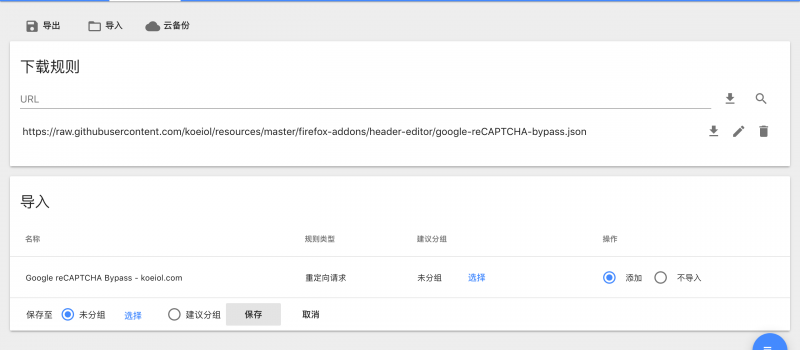 导出 导入 云备份
下载规则
URL
https://raw.githubusercontent.com/koeiol/resources/master/firefox-addons/header-editor/google-reCAPTCHA-bypass.json
导入
名称 规则类型 建议分组 操作
Google reCAPTCHA Bypass - koeiol.com 重定向请求 未分组 选择 添加 不导入
保存至 未分组 选择 建议分组 保存 取消